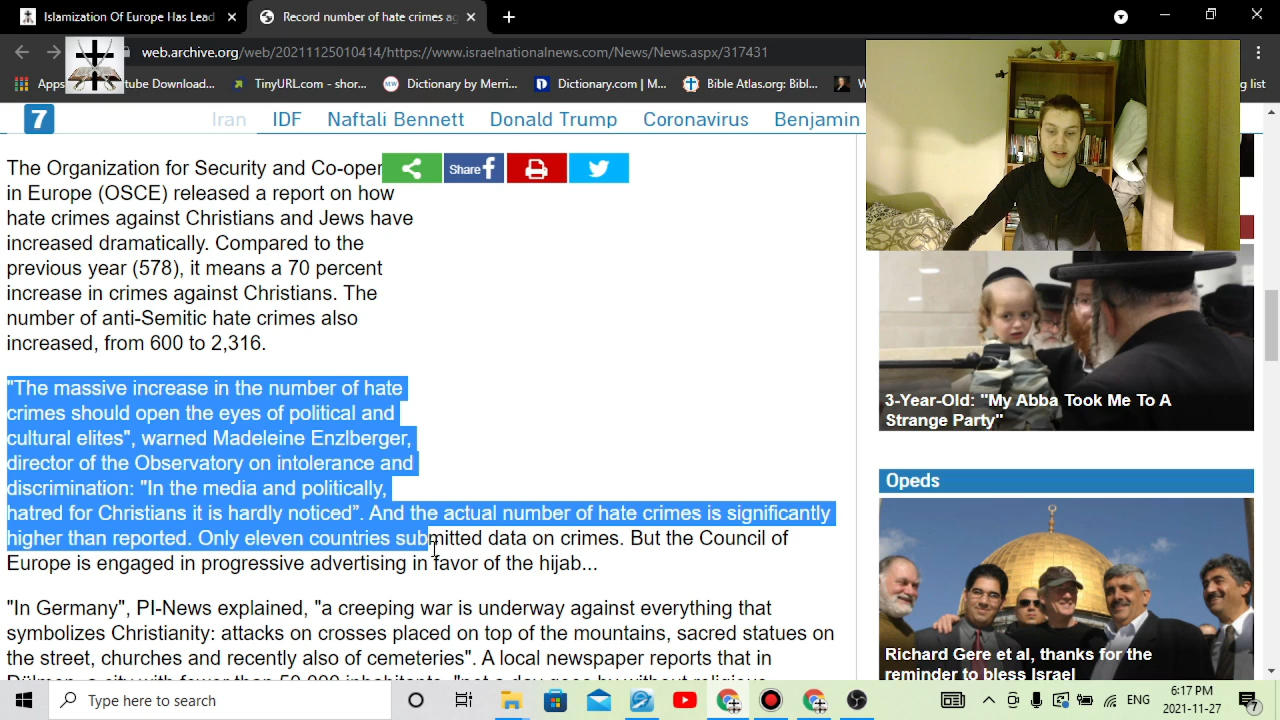 Islamization Of Europe Has Lead
Record number of hate crimes ag
web.archive.org/web/20211125010414/https://www.israelnationalnews.com/News/News.aspx/317431
Apps
tube Download...
TinyURL.com - shor...
MW
Dictionary by Merri...
D
Dictionary.com | M...
Bible Atlas.org: Bibl...
g list
7
Iran
IDF
Naftali Bennett
Donald Trump
Coronavirus
Benjamin
Share f
The Organization for Security and Co-oper
in Europe (OSCE) released a report on how
hate crimes against Christians and Jews have
increased dramatically. Compared to the
previous year (578), it means a 70 percent
increase in crimes against Christians. The
number of anti-Semitic hate crimes also
increased, from 600 to 2,316.
"The massive increase in the number of hate
crimes should open the eyes of political and
cultural elites", warned Madeleine Enzlberger,
director of the Observatory on intolerance and
discrimination: "In the media and politically,
hatred for Christians it is hardly noticed”. And the actual number of hate crimes is significantly
higher than reported. Only eleven countries submitted data on crimes. But the Council of
Europe is engaged in progressive advertising in favor of the hijab...
"In Germany", PI-News explained, "a creeping war is underway against everything that
symbolizes Christianity: attacks on crosses placed on top of the mountains, sacred statues on
the street, churches and recently also of cemeteries". A local newspaper reports that in
3-Year-Old: "My Abba Took Me To A
Strange Party"
Opeds
Richard Gere et al, thanks for the
reminder to bless Israel
Type here to search
ENG
6:17 PM
2021-11-27
7